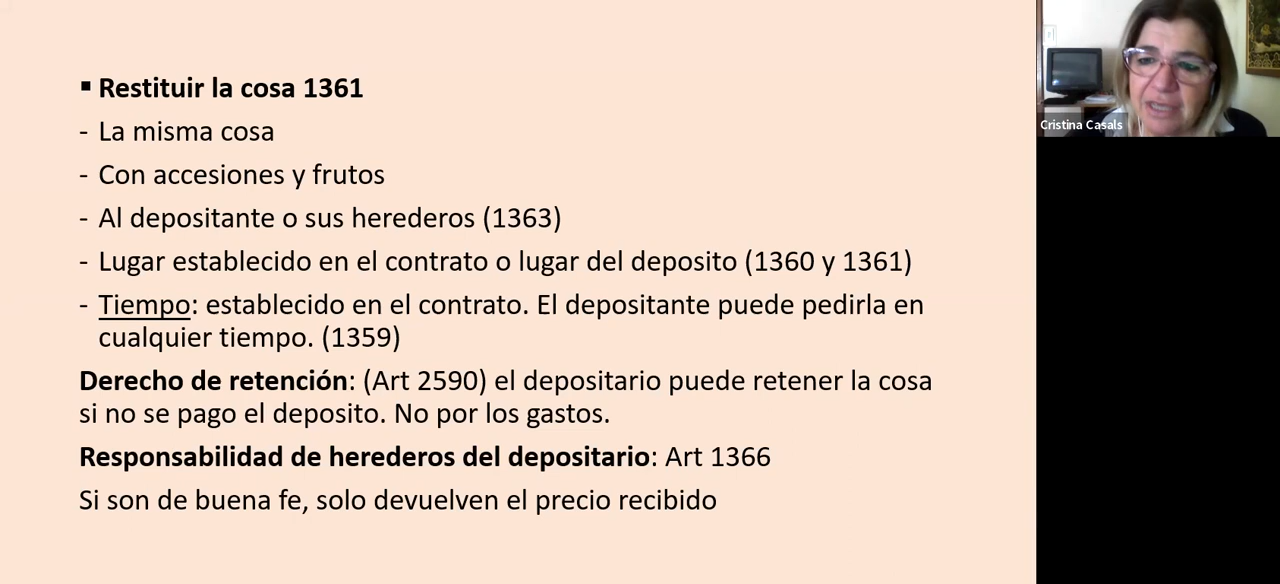 ▪ Restituir la cosa 1361
- La misma cosa
- Con accesiones y frutos
- Al depositante o sus herederos (1363)
- Lugar establecido en el contrato o lugar del deposito (1360 y 1361)
- Tiempo: establecido en el contrato. El depositante puede pedirla en
cualquier tiempo. (1359)
Derecho de retención: (Art 2590) el depositario puede retener la cosa
si no se pago el deposito. No por los gastos.
Responsabilidad de herederos del depositario: Art 1366
Si son de buena fe, solo devuelven el precio recibido
Cristina Casals